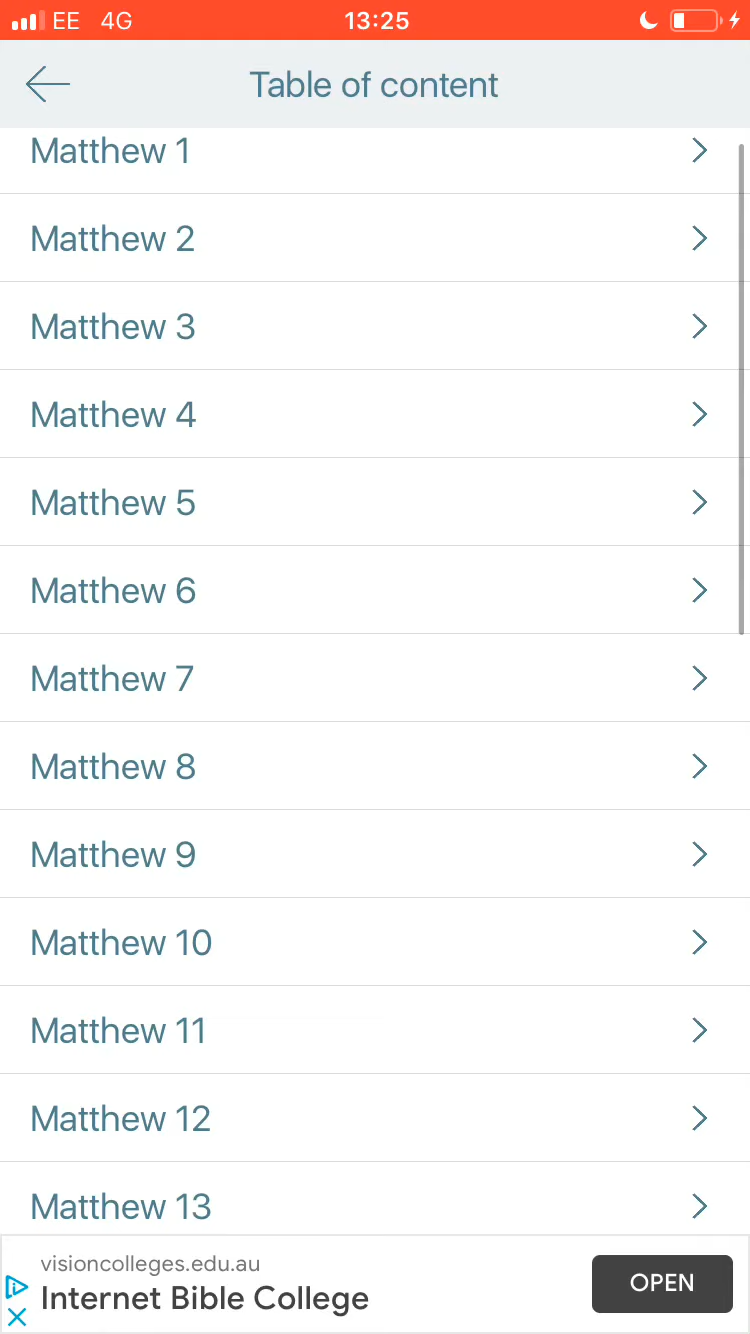 EE 4G 13:25
Table of content
Matthew 1
Matthew 2
Matthew 3
Matthew 4
Matthew 5
Matthew 6
Matthew 7
Matthew 8
Matthew 9
Matthew 10
Matthew 11
Matthew 12
Matthew 13
visioncolleges.edu.au
Internet Bible College
OPEN